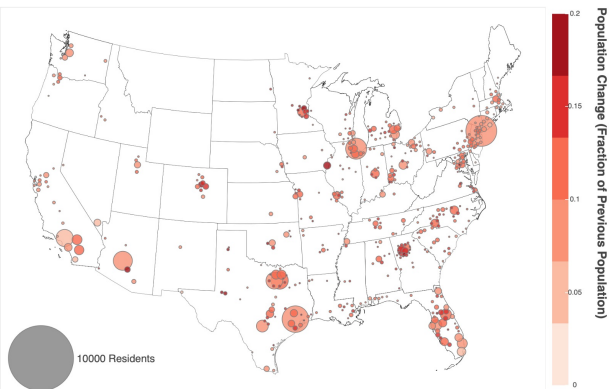 0.2
0.15
0.1
0.05
0
Population Change (Fraction of Previous Population)
10000 Residents